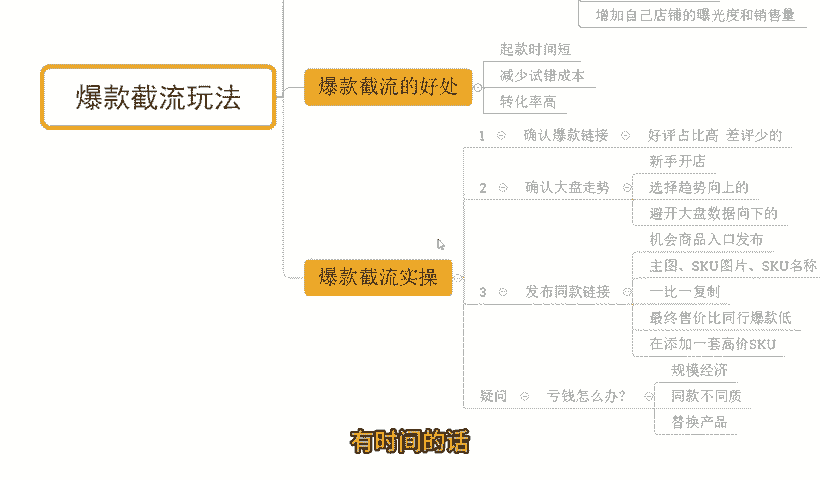 增加自己店铺的曝光度和销售量
爆款截流玩法
爆款截流的好处
起款时间短
减少试错成本
转化率高
爆款截流实操
1 确认爆款链接 好评占比高 差评少的
2 确认大盘走势
新手开店
选择趋势向上的
避开大盘数据向下的
3 发布同款链接
机会商品入口发布
主图、SKU图片、SKU名称
一比一复制
最终售价比同行爆款低
在添加一套高价SKU
疑问 亏钱怎么办？
规模经济
同款不同质
替换产品
有时间的话